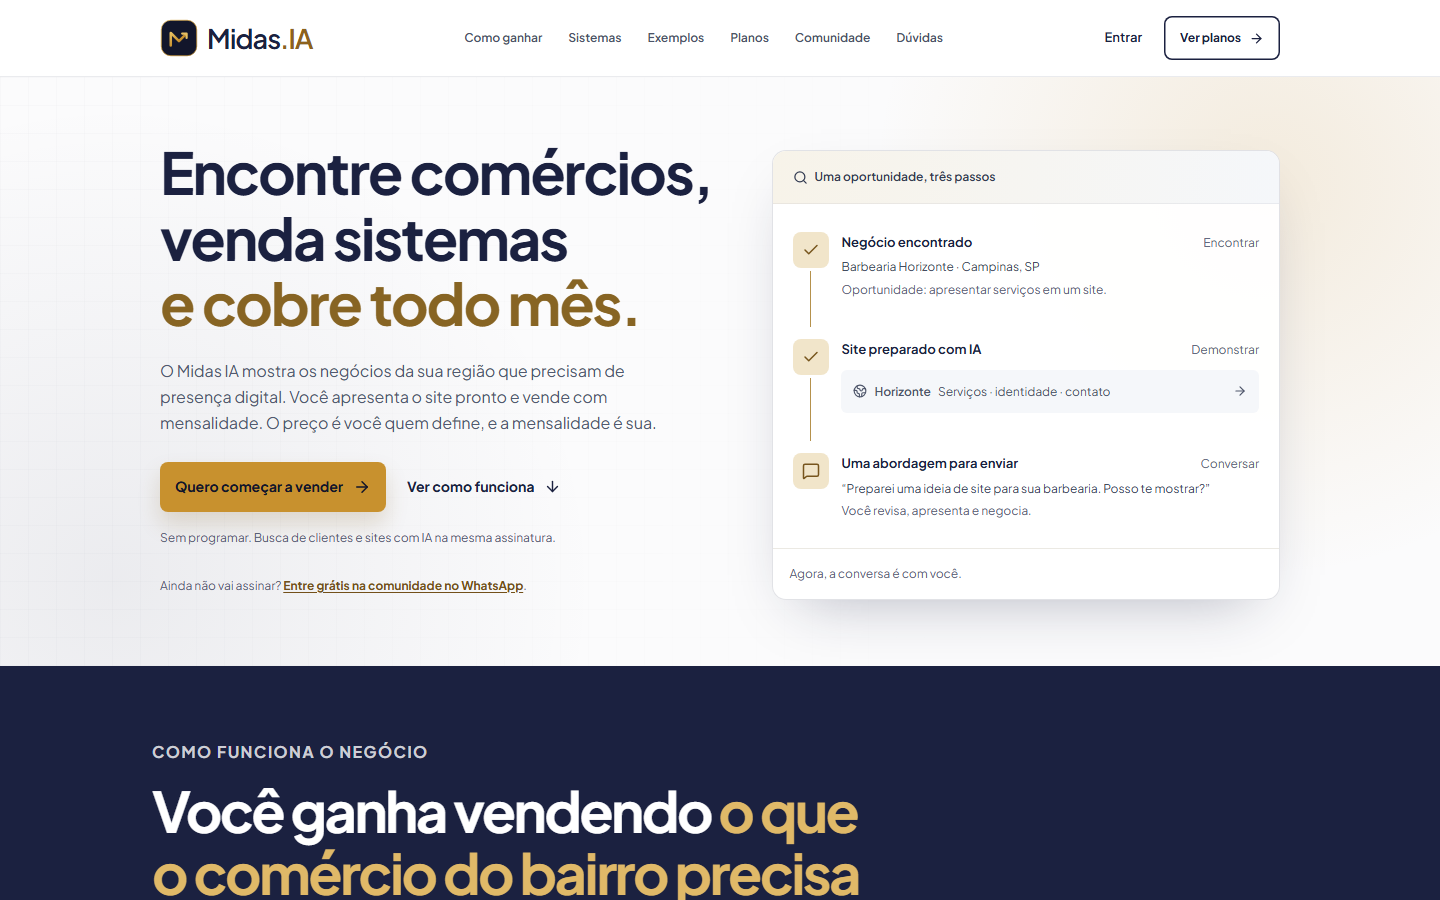 Midas.IA
Como ganhar
Sistemas
Exemplos
Planos
Comunidade
Dúvidas
Entrar
Ver planos
Encontre comércios,
venda sistemas
e cobre todo mês.
O Midas IA mostra os negócios da sua região que precisam de
presença digital. Você apresenta o site pronto e vende com
mensalidade. O preço é você quem define, e a mensalidade é sua.
Quero começar a vender
Ver como funciona
Sem programar. Busca de clientes e sites com IA na mesma assinatura.
Ainda não vai assinar? Entre grátis na comunidade no WhatsApp.
Uma oportunidade, três passos
Negócio encontrado
Encontrar
Barbearia Horizonte · Campinas, SP
Oportunidade: apresentar serviços em um site.
Site preparado com IA
Demonstrar
Horizonte Serviços · identidade · contato
Uma abordagem para enviar
Conversar
“Preparei uma ideia de site para sua barbearia. Posso te mostrar?”
Você revisa, apresenta e negocia.
Agora, a conversa é com você.
COMO FUNCIONA O NEGÓCIO
Você ganha vendendo o que
o comércio do bairro precisa